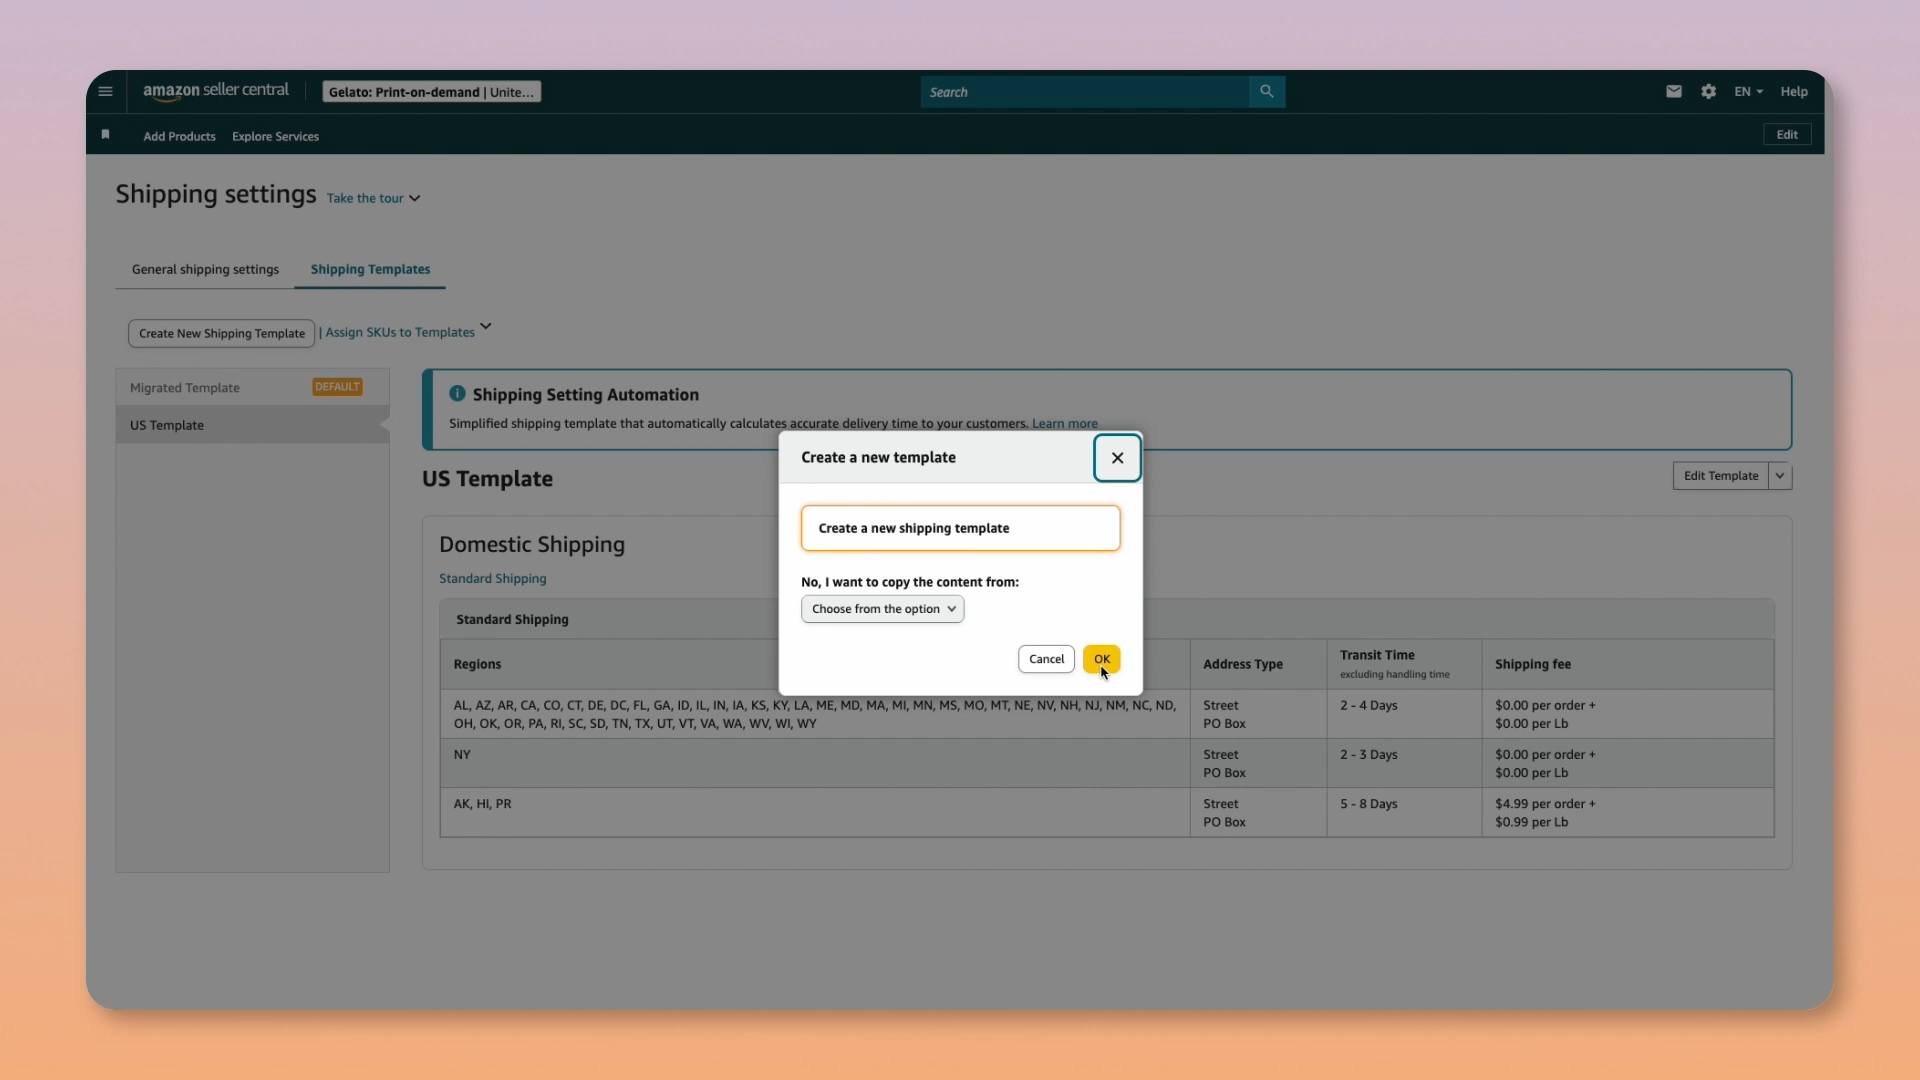 amazon seller central
Gelato: Print-on-demand | Unite...
Search
EN
Help
Add Products
Explore Services
Edit
Shipping settings
Take the tour
General shipping settings
Shipping Templates
Create New Shipping Template
| Assign SKUs to Templates
Migrated Template
DEFAULT
US Template
Shipping Setting Automation
Simplified shipping template that automatically calculates accurate delivery time to your customers. Learn more
US Template
Edit Template
Create a new template
Create a new shipping template
No, I want to copy the content from:
Choose from the option
Cancel
OK
Domestic Shipping
Standard Shipping
Standard Shipping
Regions
Address Type
Transit Time
excluding handling time
Shipping fee
AL, AZ, AR, CA, CO, CT, DE, DC, FL, GA, ID, IL, IN, IA, KS, KY, LA, ME, MD, MA, MI, MN, MS, MO, MT, NE, NV, NH, NJ, NM, NC, ND,
OH, OK, OR, PA, RI, SC, SD, TN, TX, UT, VT, VA, WA, WV, WI, WY
Street
PO Box
2 - 4 Days
$0.00 per order +
$0.00 per Lb
NY
Street
PO Box
2 - 3 Days
$0.00 per order +
$0.00 per Lb
AK, HI, PR
Street
PO Box
5 - 8 Days
$4.99 per order +
$0.99 per Lb